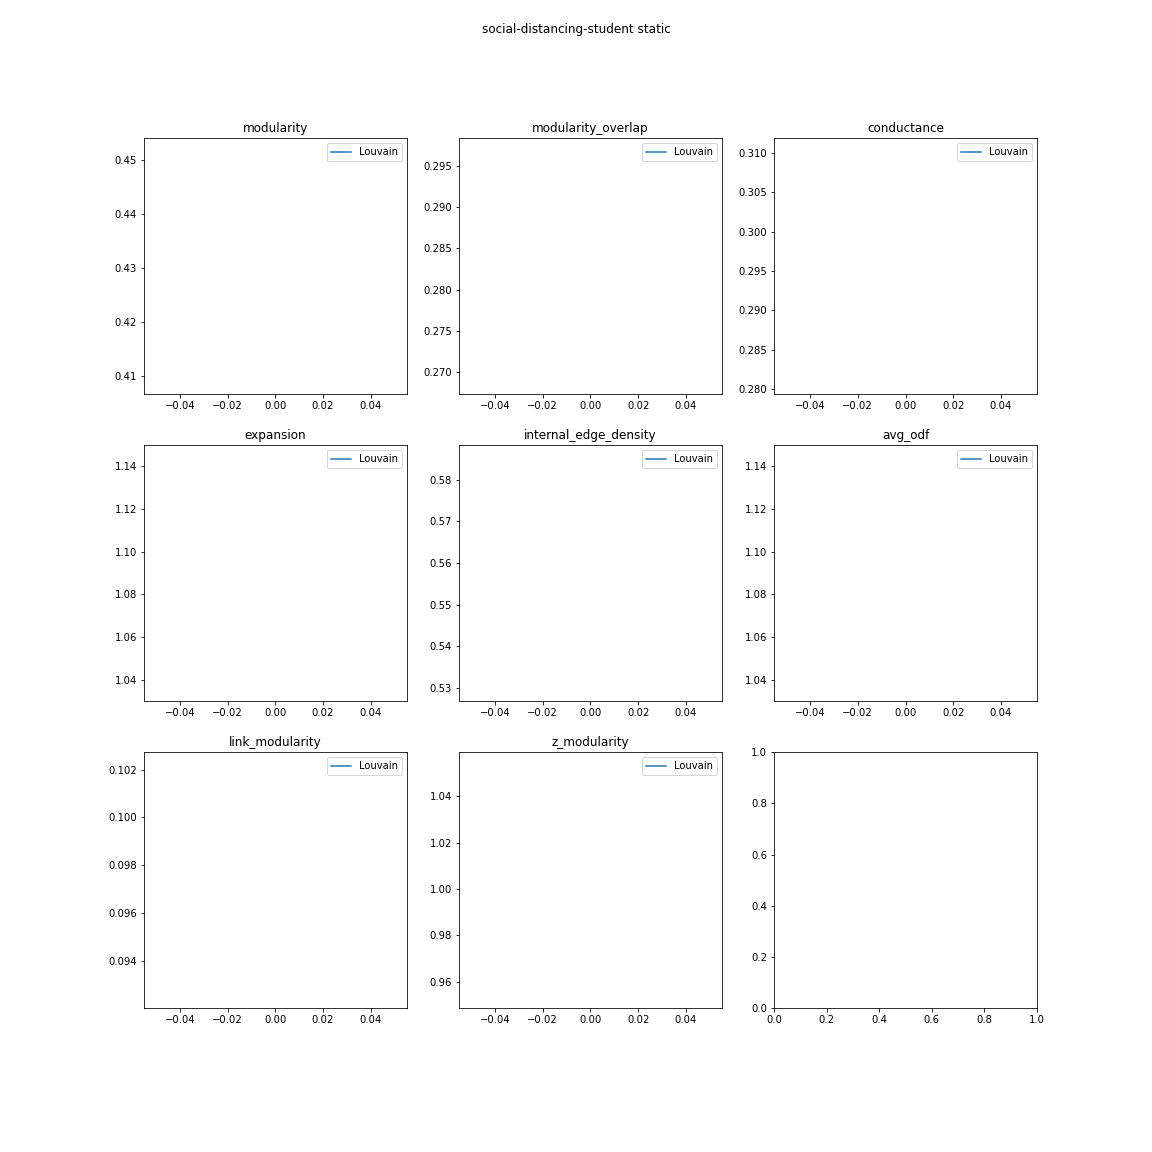 social-distancing-student static
modularity
Louvain
0.45
0.44
0.43
0.42
0.41
−0.04 −0.02 0.00 0.02 0.04
modularity_overlap
Louvain
0.295
0.290
0.285
0.280
0.275
0.270
−0.04 −0.02 0.00 0.02 0.04
conductance
Louvain
0.310
0.305
0.300
0.295
0.290
0.285
0.280
−0.04 −0.02 0.00 0.02 0.04
expansion
Louvain
1.14
1.12
1.10
1.08
1.06
1.04
−0.04 −0.02 0.00 0.02 0.04
internal_edge_density
Louvain
0.58
0.57
0.56
0.55
0.54
0.53
−0.04 −0.02 0.00 0.02 0.04
avg_odf
Louvain
1.14
1.12
1.10
1.08
1.06
1.04
−0.04 −0.02 0.00 0.02 0.04
link_modularity
Louvain
0.102
0.100
0.098
0.096
0.094
−0.04 −0.02 0.00 0.02 0.04
z_modularity
Louvain
1.04
1.02
1.00
0.98
0.96
−0.04 −0.02 0.00 0.02 0.04
1.0
0.8
0.6
0.4
0.2
0.0
0.0 0.2 0.4 0.6 0.8 1.0